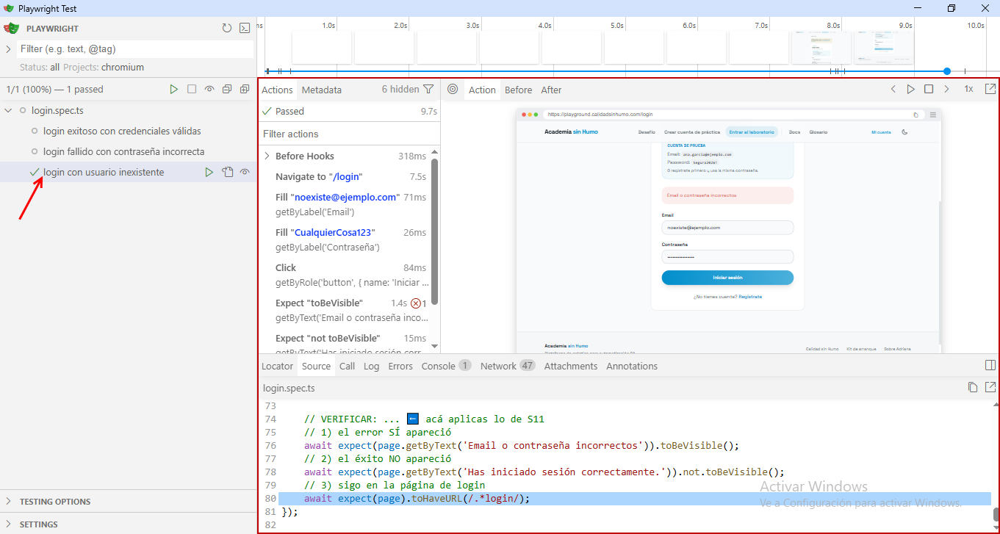 Playwright Test
PLAYWRIGHT
Filter (e.g. text, @tag)
Status: all Projects: chromium
1/1 (100%) — 1 passed
login.spec.ts
login exitoso con credenciales válidas
login fallido con contraseña incorrecta
login con usuario inexistente
TESTING OPTIONS
SETTINGS
ns 1.0s 2.0s 3.0s 4.0s 5.0s 6.0s 7.0s 8.0s 9.0s 10.0s
Actions Metadata 6 hidden
Passed 9.7s
Filter actions
Before Hooks 318ms
Navigate to "/login" 7.5s
Fill "noexiste@ejemplo.com" 71ms
getByLabel('Email')
Fill "CualquierCosa123" 26ms
getByLabel('Contraseña')
Click 84ms
getByRole('button', { name: 'Iniciar ...
Expect "toBeVisible" 1.4s 1
getByText('Email o contraseña inco...
Expect "not toBeVisible" 15ms
getByText('Has iniciado sesión corr...
Action Before After 1x
https://playground.calidadsinhumo.com/login
Academia sin Humo Desafío Crear cuenta de práctica Entrar al laboratorio Docs Glosario Mi cuenta
CUENTA DE PRUEBA
Email: ana.garcia@ejemplo.com
Password: Segura2026!
O regístrate primero y usa la misma contraseña.
Email o contraseña incorrectos
Email
noexiste@ejemplo.com
Contraseña
Iniciar sesión
¿No tienes cuenta? Regístrate
Academia sin Humo
Calidad sin Humo Kit de arranque Sobre Adriana
Locator Source Call Log Errors Console 1 Network 47 Attachments Annotations
login.spec.ts
73
74 // VERIFICAR: ... ⬅ acá aplicas lo de S11
75 // 1) el error SÍ apareció
76 await expect(page.getByText('Email o contraseña incorrectos')).toBeVisible();
77 // 2) el éxito NO apareció
78 await expect(page.getByText('Has iniciado sesión correctamente.')).not.toBeVisible();
79 // 3) sigo en la página de login
80 await expect(page).toHaveURL(/.*login/);
81 });
82
Activar Windows
Ve a Configuración para activar Windows.